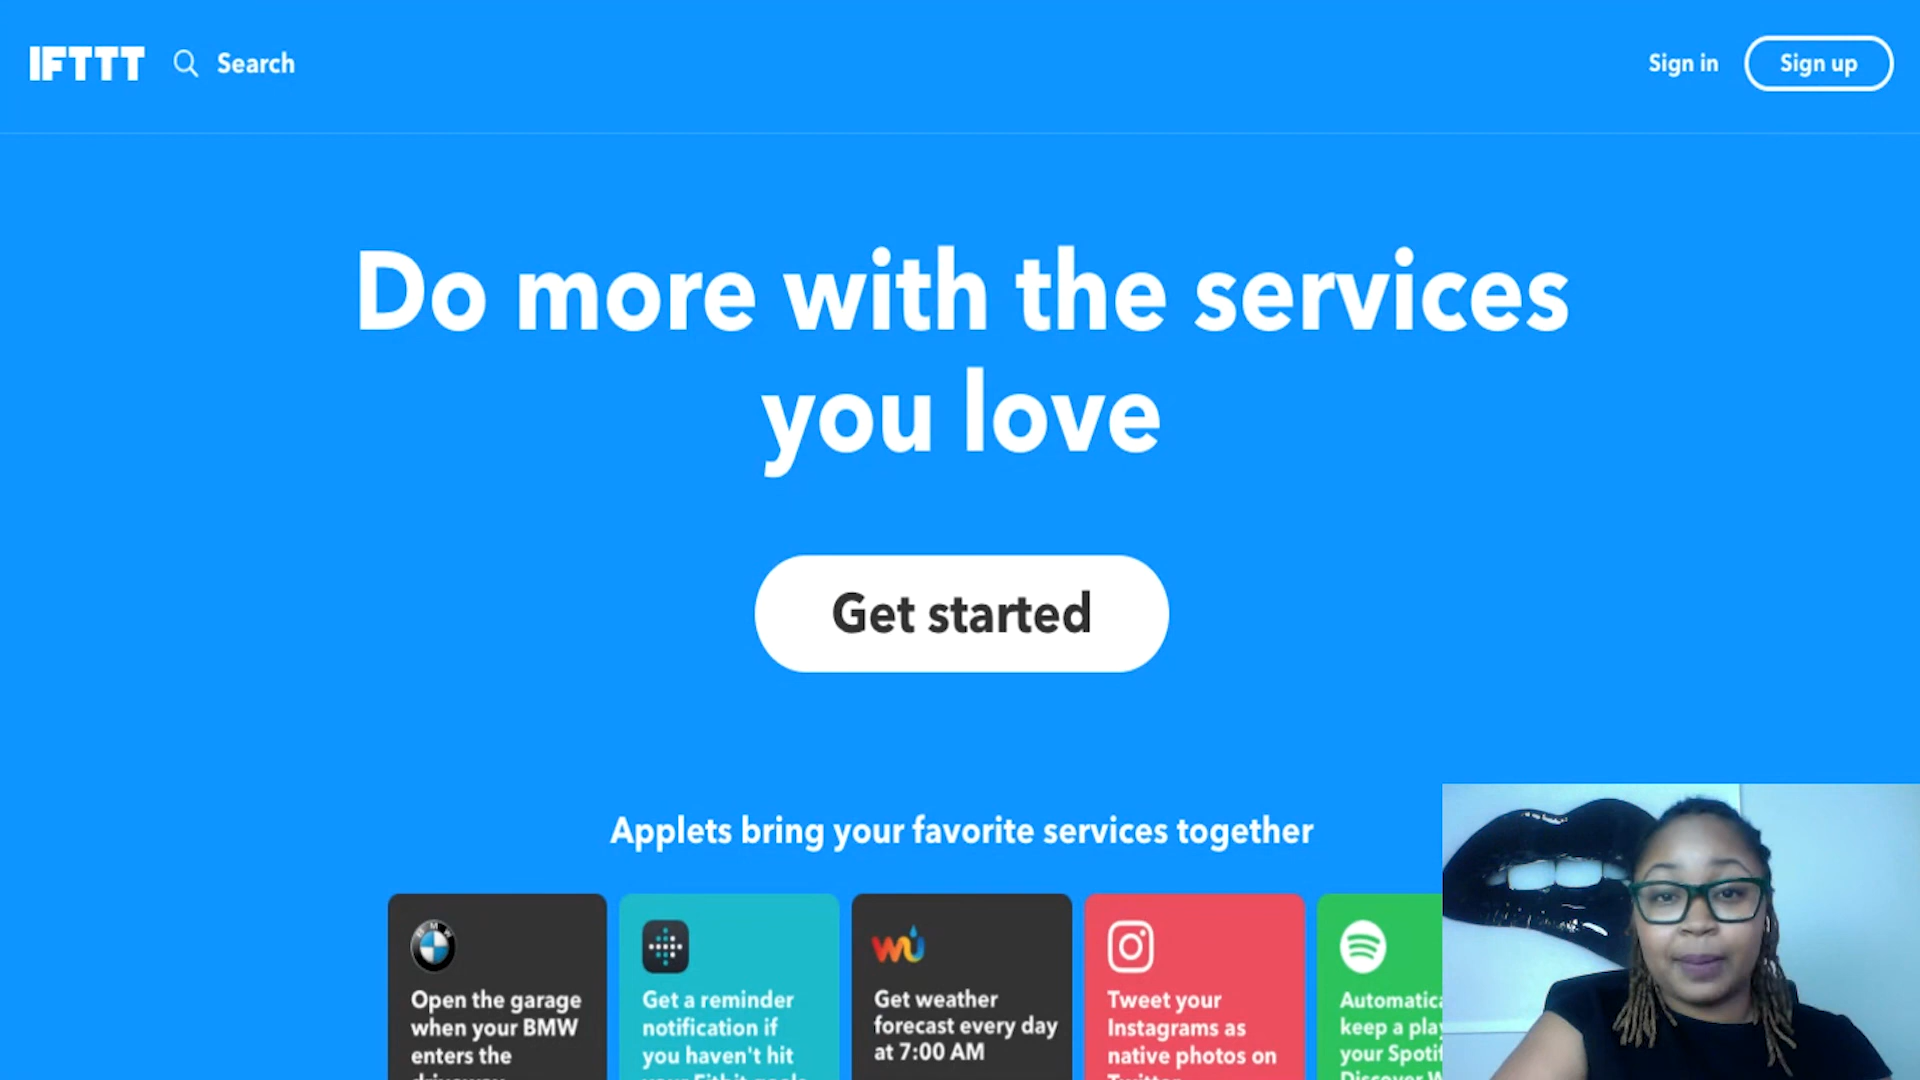 IFTTT Search Sign in Sign up
Do more with the services
you love
Get started
Applets bring your favorite services together
Open the garage
when your BMW
enters the
Get a reminder
notification if
you haven't hit
Get weather
forecast every day
at 7:00 AM
Tweet your
Instagrams as
native photos on
keep a
your